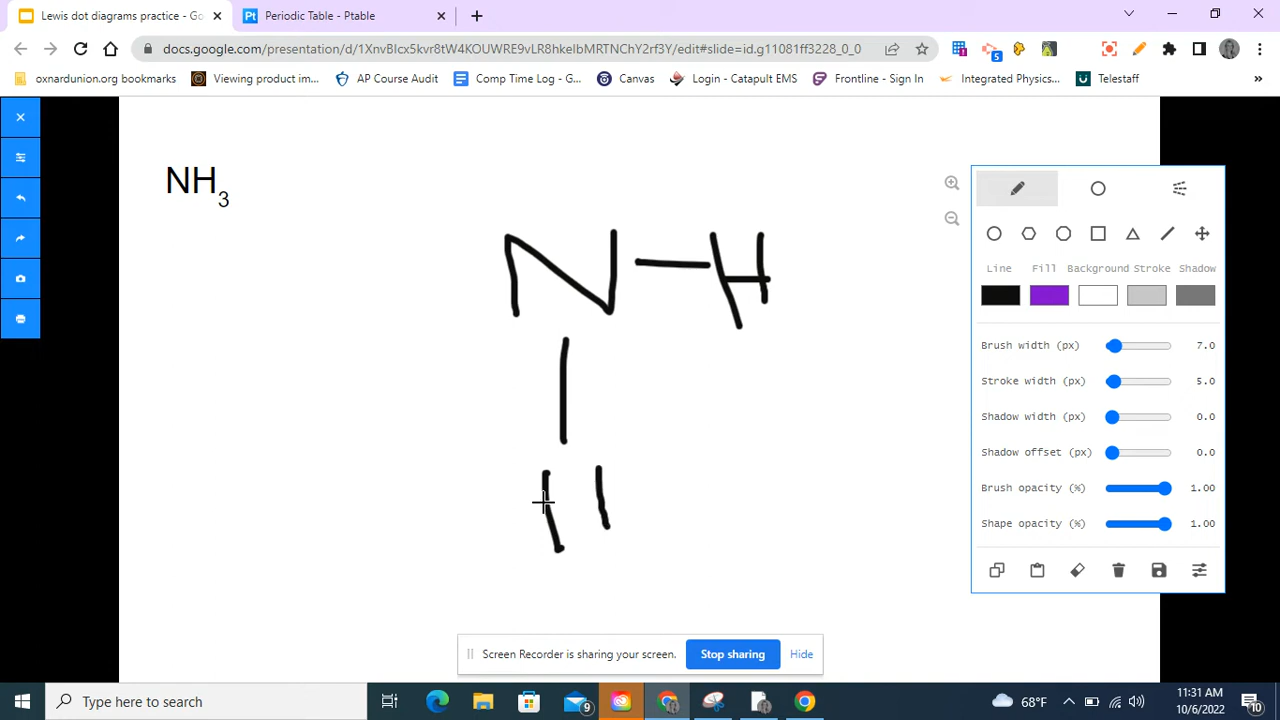 Lewis dot diagrams practice - Go
Periodic Table - Ptable
docs.google.com/presentation/d/1XnvBlcx5kvr8tW4KOUWRE9vLR8hkelbMRTNChY2rf3Y/edit#slide=id.g11081ff3228_0_0
5
oxnardunion.org bookmarks
Viewing product im...
AP Course Audit
Comp Time Log - G...
Canvas
Login - Catapult EMS
Frontline - Sign In
Integrated Physics...
Telestaff
»
NH3
N—H
Line Fill Background Stroke Shadow
Brush width (px) 7.0
Stroke width (px) 5.0
Shadow width (px) 0.0
Shadow offset (px) 0.0
Brush opacity (%) 1.00
Shape opacity (%) 1.00
Screen Recorder is sharing your screen. Stop sharing Hide
Type here to search
9
68°F
11:31 AM
10/6/2022
10